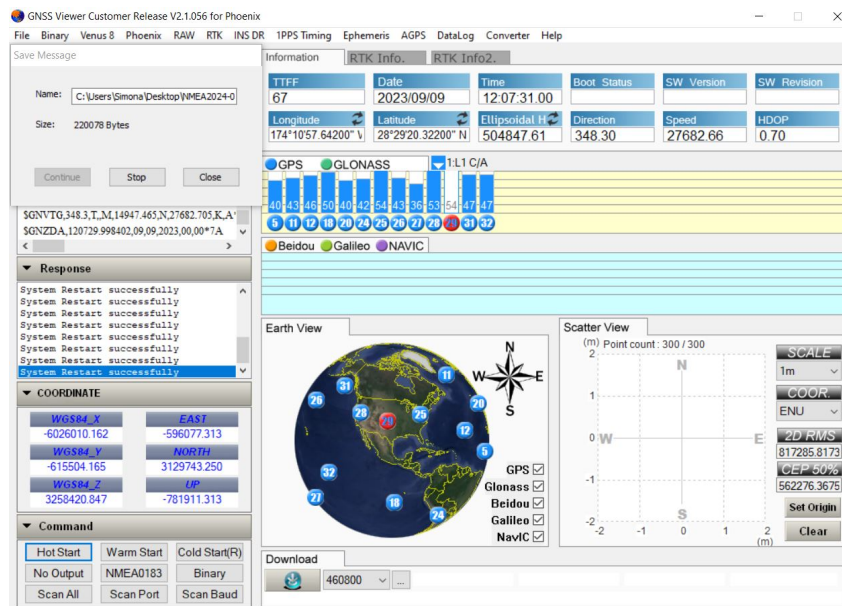 GNSS Viewer Customer Release V2.1.056 for Phoenix
File Binary Venus 8 Phoenix RAW RTK INS DR 1PPS Timing Ephemeris AGPS DataLog Converter Help
Save Message
Name: C:\Users\Simona\Desktop\NMEA2024-0
Size: 220078 Bytes
Continue Stop Close
$GNVTG,348.3,T,,M,14947.465,N,27682.705,K,A*
$GNZDA,120729.998402,09,09,2023,00,00*7A
Response
System Restart successfully
System Restart successfully
System Restart successfully
System Restart successfully
System Restart successfully
System Restart successfully
System Restart successfully
System Restart successfully
COORDINATE
WGS84_X EAST
-6026010.162 -596077.313
WGS84_Y NORTH
-615504.165 3129743.250
WGS84_Z UP
3258420.847 -781911.313
Command
Hot Start Warm Start Cold Start(R)
No Output NMEA0183 Binary
Scan All Scan Port Scan Baud
Information RTK Info. RTK Info2.
TTFF Date Time Boot Status SW Version SW Revision
67 2023/09/09 12:07:31.00
Longitude Latitude Ellipsoidal H Direction Speed HDOP
174°10'57.64200" 28°29'20.32200" N 504847.61 348.30 27682.66 0.70
GPS GLONASS 1:L1 C/A
40 43 46 50 40 42 54 43 36 53 54 47 47
5 11 12 18 20 24 25 26 27 28 29 31 32
Beidou Galileo NAVIC
Earth View
N
W E
S
11
31
26
20
28 29 25
12
5
32
27
18
24
GPS
Glonass
Beidou
Galileo
NavIC
Scatter View
(m) Point count : 300 / 300
2
N
1
0 W E
-1
S
-2
-2 -1 0 1 2
(m)
SCALE
1m
COOR.
ENU
2D RMS
817285.8173
CEP 50%
562276.3675
Set Origin
Clear
Download
460800 ...